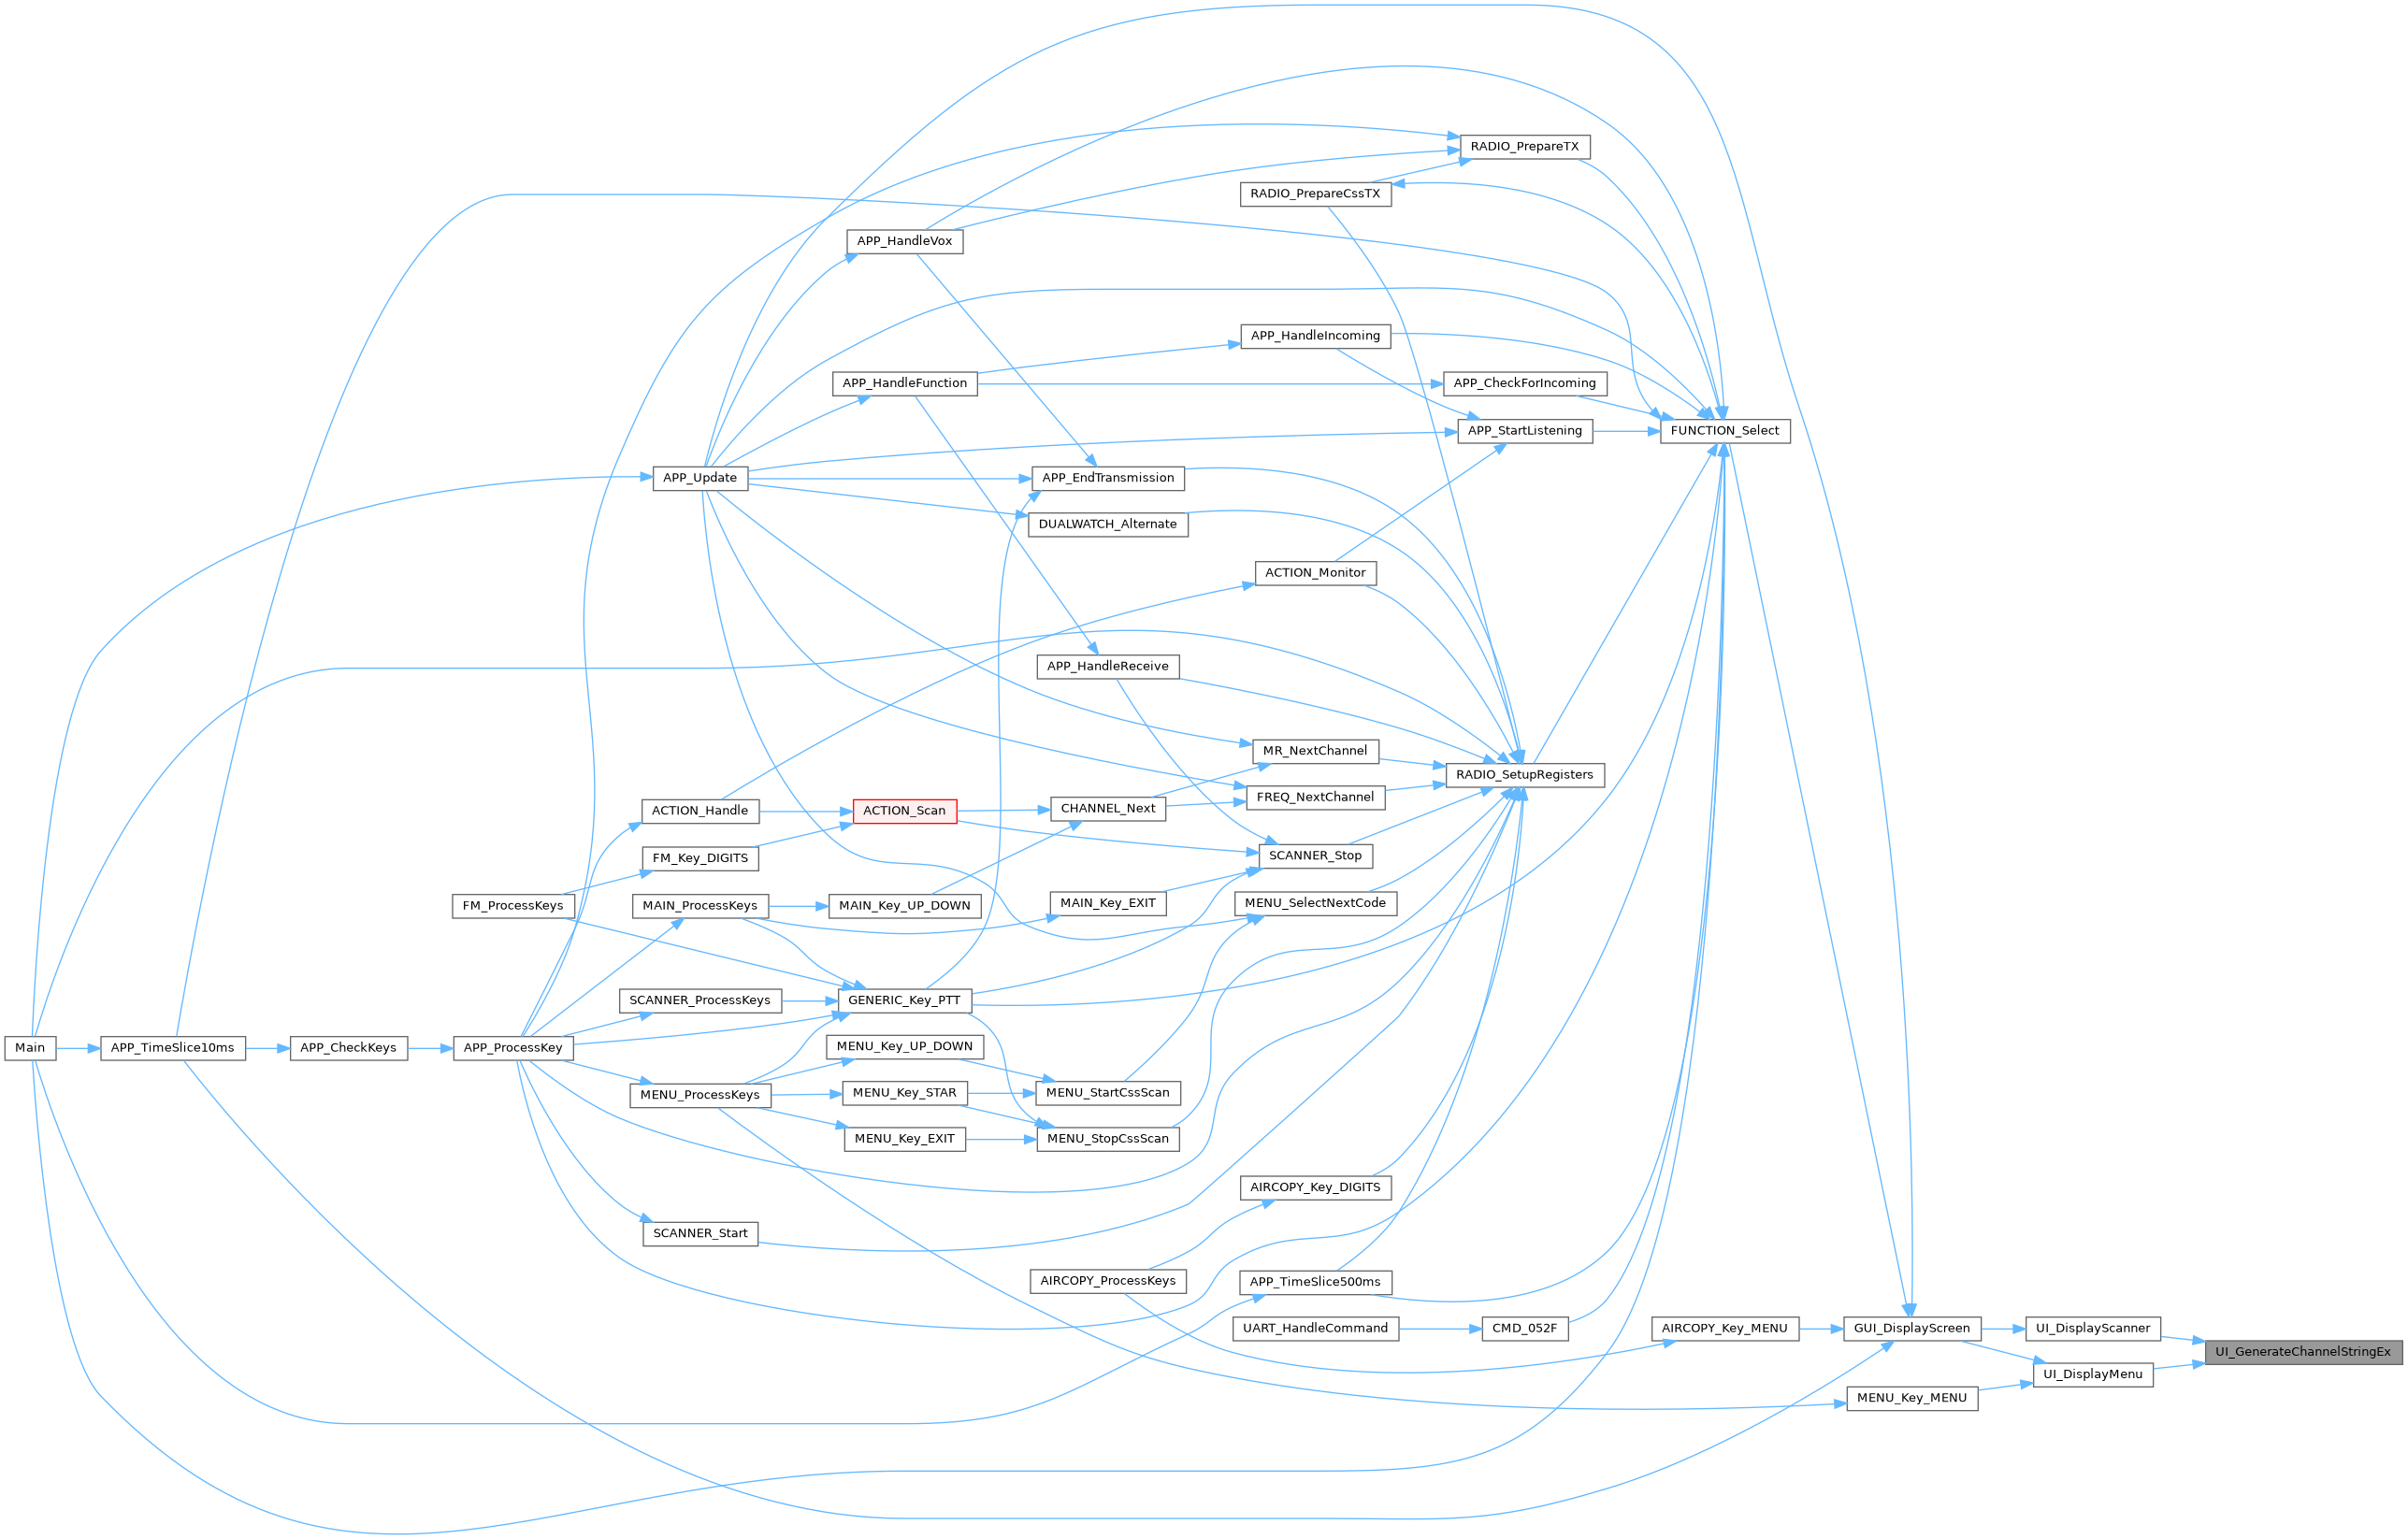 RADIO_PrepareTX
RADIO_PrepareCssTX
APP_HandleVox
APP_HandleIncoming
APP_HandleFunction
APP_CheckForIncoming
APP_StartListening
FUNCTION_Select
APP_Update
APP_EndTransmission
DUALWATCH_Alternate
ACTION_Monitor
APP_HandleReceive
MR_NextChannel
RADIO_SetupRegisters
FREQ_NextChannel
ACTION_Handle
ACTION_Scan
CHANNEL_Next
FM_Key_DIGITS
SCANNER_Stop
FM_ProcessKeys
MAIN_ProcessKeys
MAIN_Key_UP_DOWN
MAIN_Key_EXIT
MENU_SelectNextCode
SCANNER_ProcessKeys
GENERIC_Key_PTT
Main
APP_TimeSlice10ms
APP_CheckKeys
APP_ProcessKey
MENU_Key_UP_DOWN
MENU_ProcessKeys
MENU_Key_STAR
MENU_StartCssScan
MENU_Key_EXIT
MENU_StopCssScan
AIRCOPY_Key_DIGITS
SCANNER_Start
AIRCOPY_ProcessKeys
APP_TimeSlice500ms
UART_HandleCommand
CMD_052F
AIRCOPY_Key_MENU
GUI_DisplayScreen
UI_DisplayScanner
UI_GenerateChannelStringEx
UI_DisplayMenu
MENU_Key_MENU